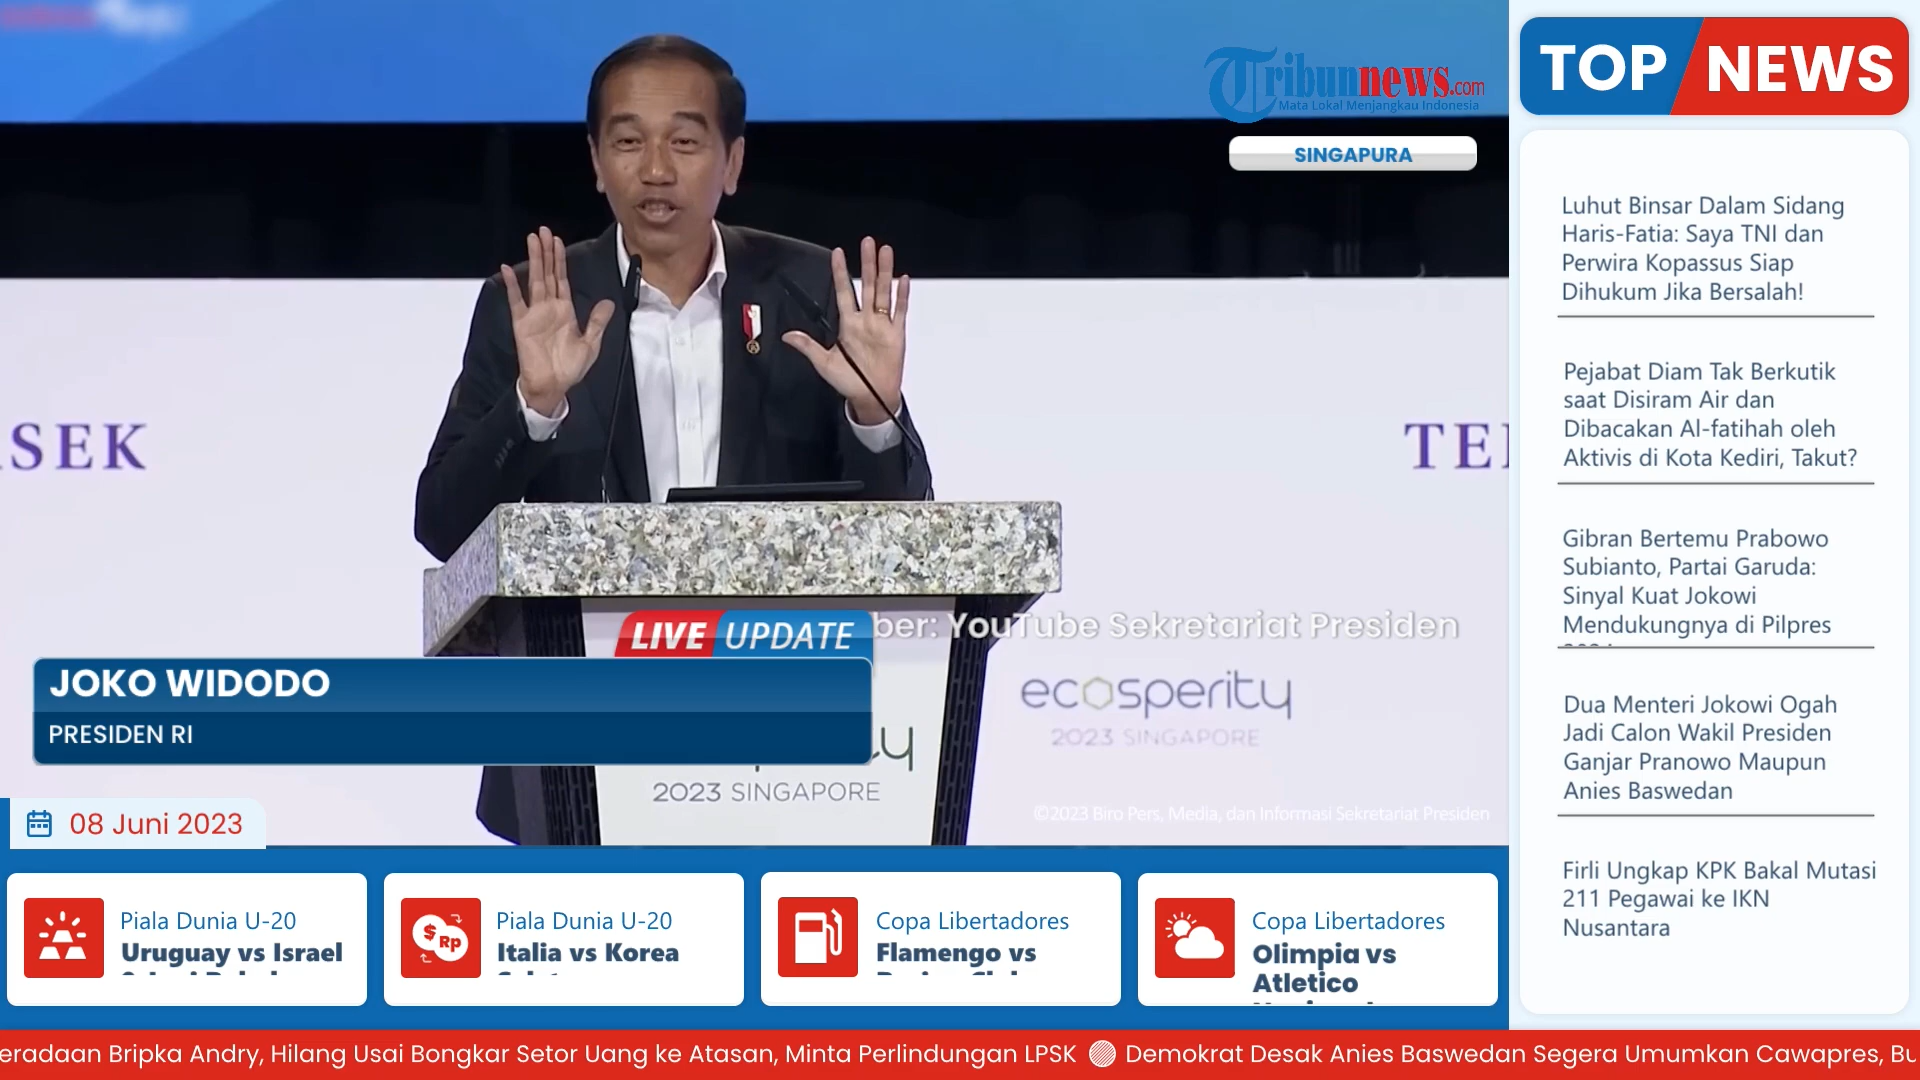 Tribunnews.com
Mata Lokal Menjangkau Indonesia
SINGAPURA
SEK
TE
LIVE UPDATE
ber: YouTube Sekretariat Presiden
JOKO WIDODO
PRESIDEN RI
ecosperity
2023 SINGAPORE
y
2023 SINGAPORE
©2023 Biro Pers, Media, dan Informasi Sekretariat Presiden
08 Juni 2023
Piala Dunia U-20
Uruguay vs Israel
Piala Dunia U-20
Italia vs Korea
Copa Libertadores
Flamengo vs
Copa Libertadores
Olimpia vs
Atletico
TOP NEWS
Luhut Binsar Dalam Sidang
Haris-Fatia: Saya TNI dan
Perwira Kopassus Siap
Dihukum Jika Bersalah!
Pejabat Diam Tak Berkutik
saat Disiram Air dan
Dibacakan Al-fatihah oleh
Aktivis di Kota Kediri, Takut?
Gibran Bertemu Prabowo
Subianto, Partai Garuda:
Sinyal Kuat Jokowi
Mendukungnya di Pilpres
Dua Menteri Jokowi Ogah
Jadi Calon Wakil Presiden
Ganjar Pranowo Maupun
Anies Baswedan
Firli Ungkap KPK Bakal Mutasi
211 Pegawai ke IKN
Nusantara
eradaan Bripka Andry, Hilang Usai Bongkar Setor Uang ke Atasan, Minta Perlindungan LPSK Demokrat Desak Anies Baswedan Segera Umumkan Cawapres, Bu